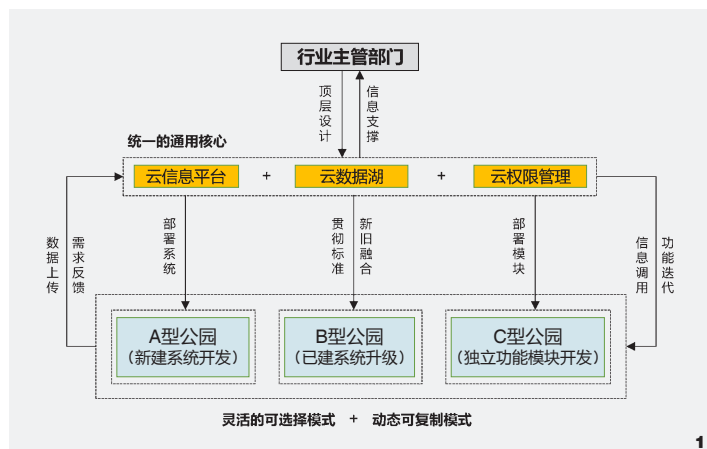 行业主管部门
顶层设计
信息支撑
统一的通用核心
云信息平台 + 云数据湖 + 云权限管理
数据上传
需求反馈
部署系统
贯彻标准
新旧融合
部署模块
信息调用
功能迭代
A型公园
(新建系统开发)
B型公园
(已建系统升级)
C型公园
(独立功能模块开发)
灵活的可选择模式 + 动态可复制模式
1